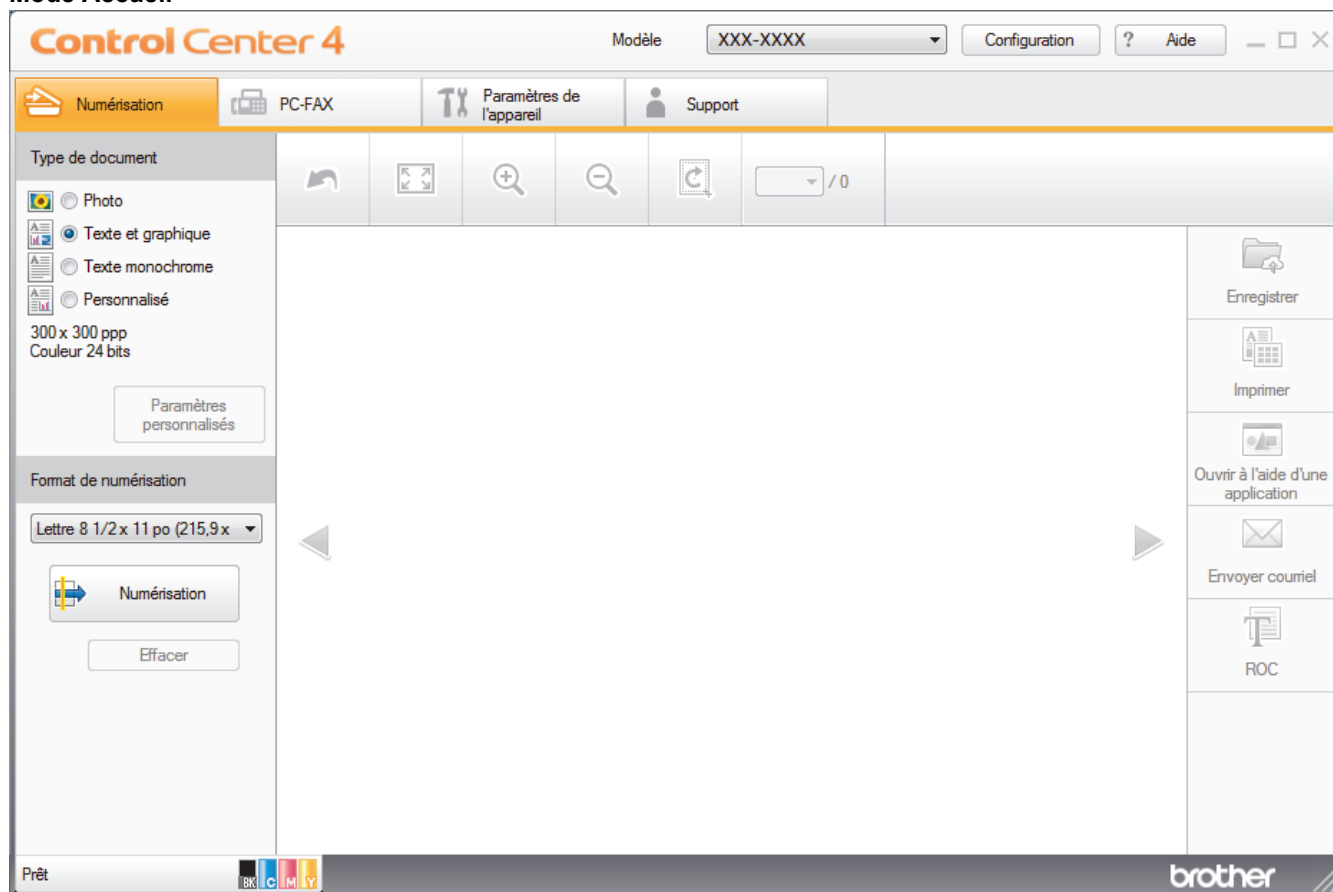 Mode Accueil
Control Center 4
Modèle
XXX-XXXX
Configuration
? Aide
Numérisation
PC-FAX
Paramètres de
l'appareil
Support
Type de document
/ 0
Photo
Texte et graphique
Texte monochrome
Personnalisé
300 x 300 ppp
Couleur 24 bits
Paramètres
personnalisés
Format de numérisation
Lettre 8 1/2 x 11 po (215,9 x
Numérisation
Effacer
Enregistrer
Imprimer
Ouvrir à l'aide d'une
application
Envoyer courriel
ROC
Prêt
BK C M Y
brother